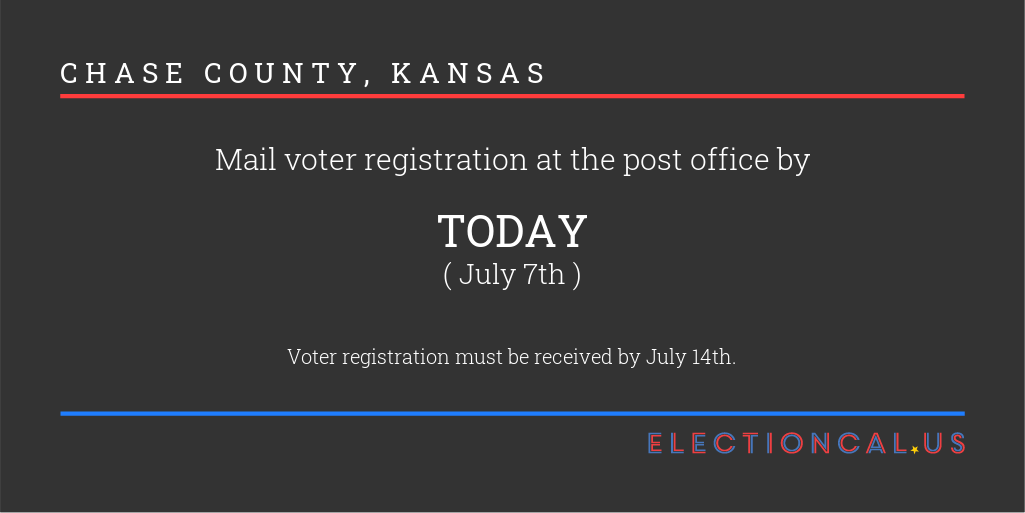 CHASE COUNTY, KANSAS
Mail voter registration at the post office by
TODAY
( July 7th )
Voter registration must be received by July 14th.
ELECTIONCAL.US